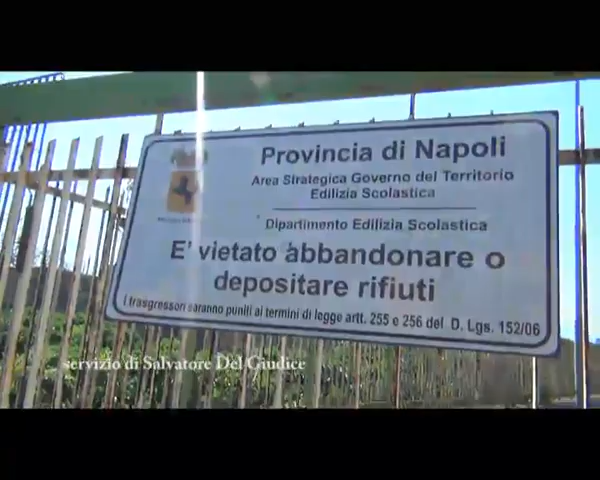 Provincia di Napoli
Area Strategica Governo del Territorio
Edilizia Scolastica
Dipartimento Edilizia Scolastica
E' vietato abbandonare o
depositare rifiuti
I trasgressori saranno puniti ai termini di legge artt. 255 e 256 del D. Lgs. 152/06
servizio di Salvatore Del Giudice